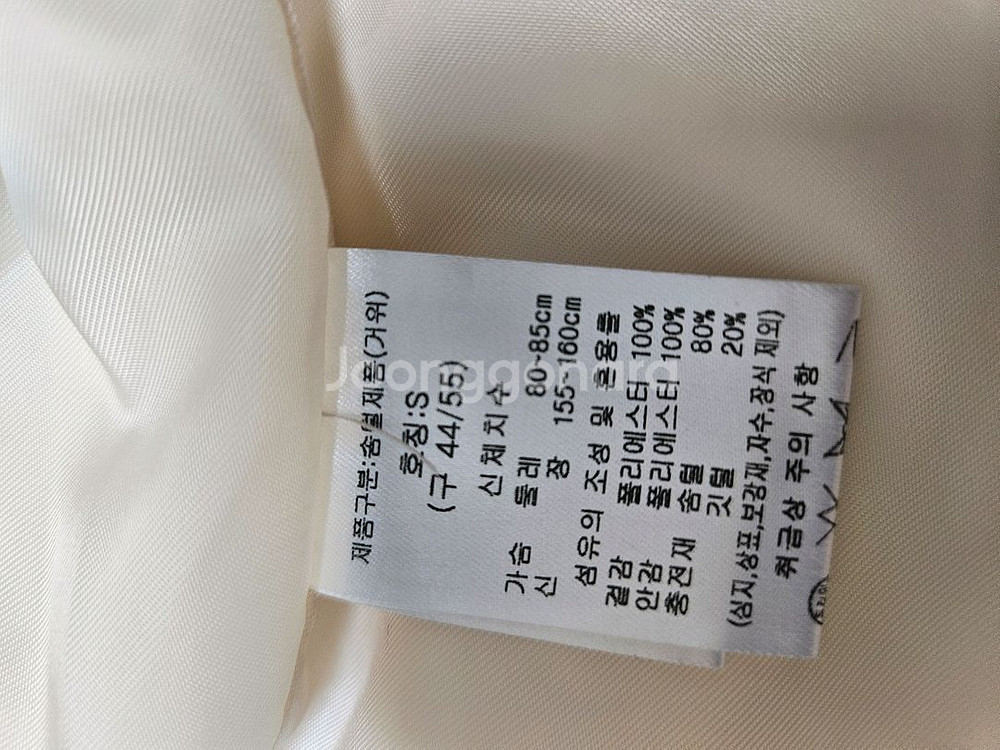 제품구분:솜털제품(거위)
호칭:S
(구 44/55)
신체치수
가슴 둘레 80~85cm
신 장 155~160cm
섬유의 조성 및 혼용률
겉감 폴리에스터 100%
안감 폴리에스터 100%
충전재 솜털 80%
깃털 20%
(심지,상표,보강재,자수,장식 제외)
취급상 주의 사항
Joonggonara